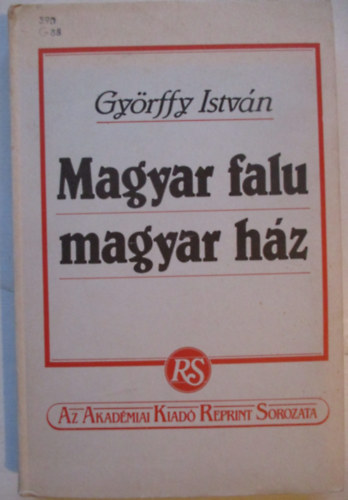 Györffy István
Magyar falu
magyar ház
RS
AZ AKADÉMIAI KIADÓ REPRINT SOROZATA